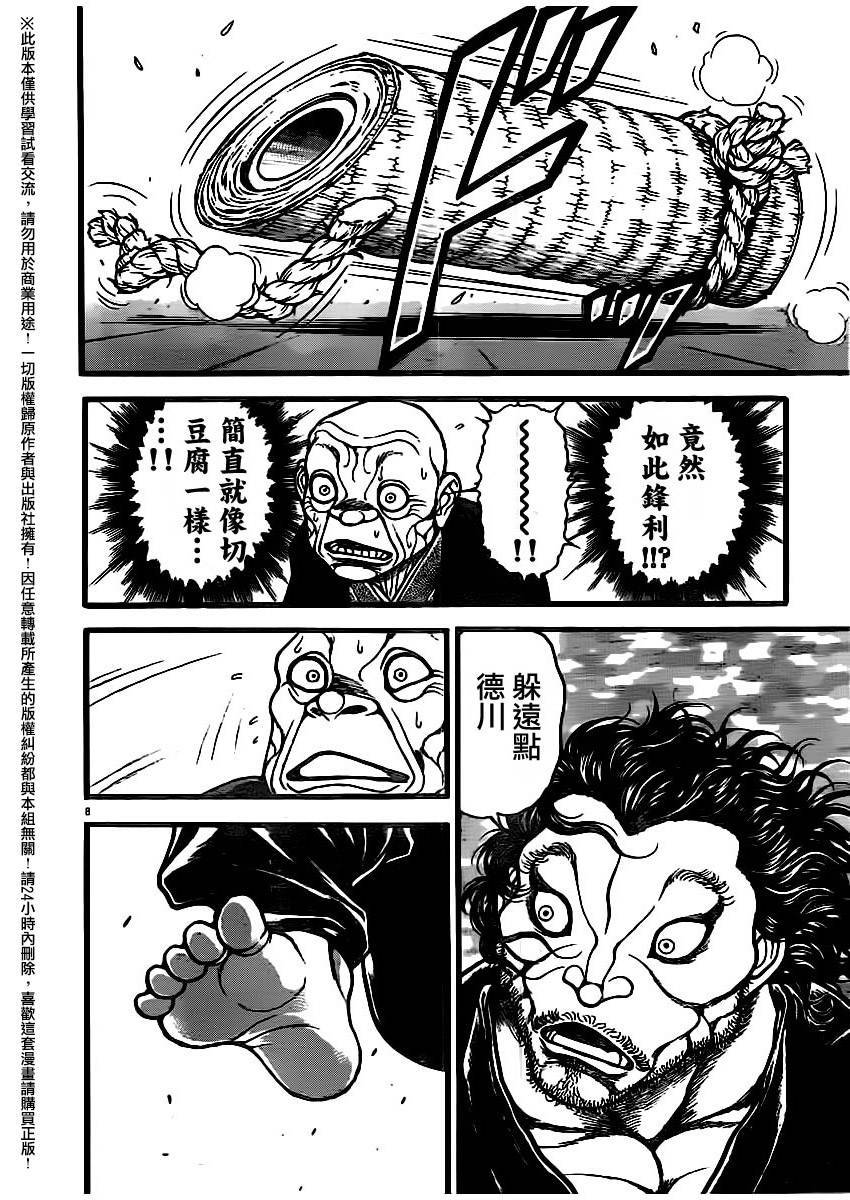 ドドッ
竟然
如此鋒利
!!?
~~~~~!!
簡直就像切
豆腐一樣…
…!!
躲遠點
德川
8
※此版本僅供學習試看交流，請勿用於商業用途！一切版權歸原作者與出版社擁有！因任意轉載所產生的版權糾紛都與本組無關！請24小時內刪除，喜歡這套漫畫請購買正版！